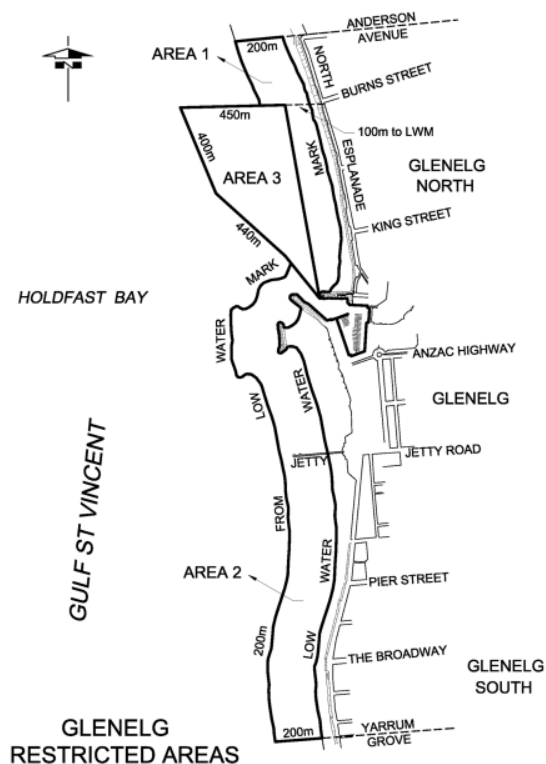 ANDERSON
AVENUE
200m
NORTH
AREA 1
BURNS STREET
450m
100m to LWM
400m
MARK
ESPLANADE
GLENELG
NORTH
AREA 3
KING STREET
440m
MARK
HOLDFAST BAY
WATER
ANZAC HIGHWAY
LOW
WATER
GLENELG
JETTY
JETTY ROAD
GULF ST VINCENT
FROM
WATER
AREA 2
PIER STREET
200m
LOW
THE BROADWAY
GLENELG
SOUTH
200m
YARRUM
GROVE
GLENELG
RESTRICTED AREAS